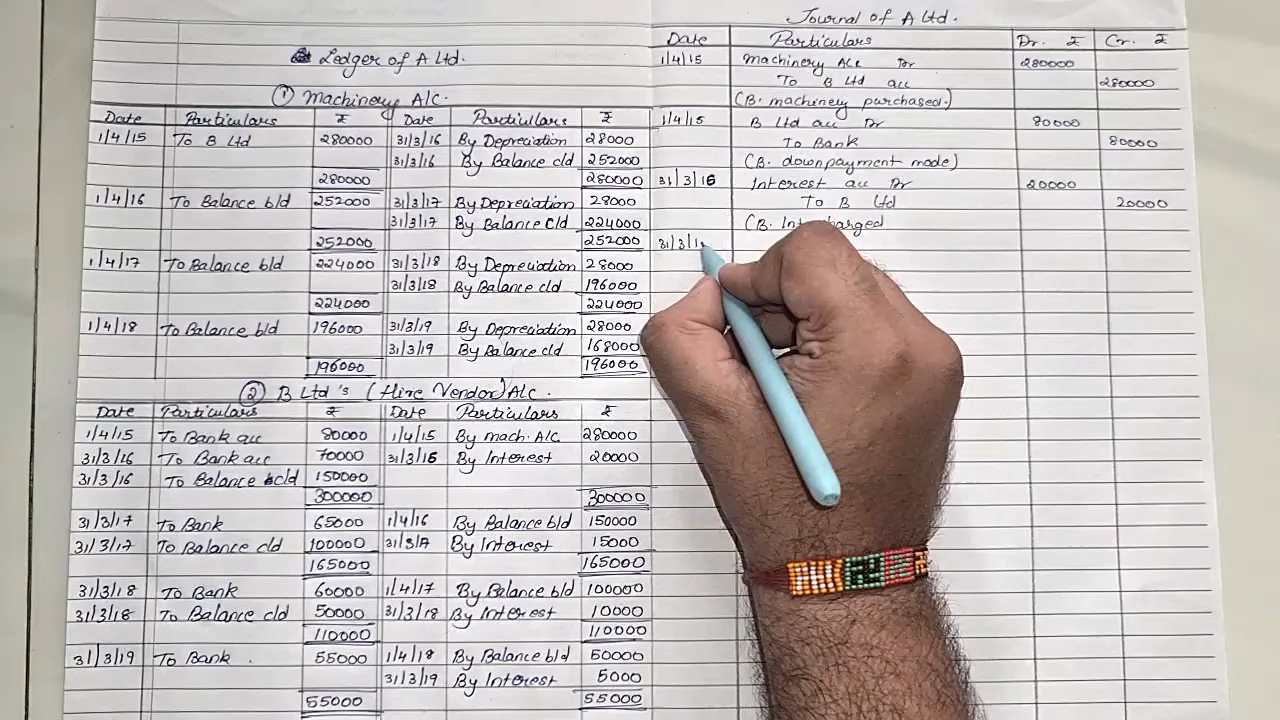 Ledger of A Ltd.
① Machinery A/c.
Date Particulars ₹ Date Particulars ₹
1/4/15 To B Ltd 280000 31/3/16 By Depreciation 28000
31/3/16 By Balance c/d 252000
280000 280000
1/4/16 To Balance b/d 252000 31/3/17 By Depreciation 28000
31/3/17 By Balance c/d 224000
252000 252000
1/4/17 To Balance b/d 224000 31/3/18 By Depreciation 28000
31/3/18 By Balance c/d 196000
224000 224000
1/4/18 To Balance b/d 196000 31/3/19 By Depreciation 28000
31/3/19 By Balance c/d 168000
196000 196000
② B Ltd's (Hire Vendor) A/c.
Date Particulars ₹ Date Particulars ₹
1/4/15 To Bank acc 80000 1/4/15 By mach. A/c 280000
31/3/16 To Bank acc 70000 31/3/16 By Interest 20000
31/3/16 To Balance c/d 150000
300000 300000
31/3/17 To Bank 65000 1/4/16 By Balance b/d 150000
31/3/17 To Balance c/d 100000 31/3/17 By Interest 15000
165000 165000
31/3/18 To Bank 60000 1/4/17 By Balance b/d 100000
31/3/18 To Balance c/d 50000 31/3/18 By Interest 10000
110000 110000
31/3/19 To Bank . 55000 1/4/18 By Balance b/d 50000
31/3/19 By Interest 5000
55000 55000
Journal of A Ltd.
Date Particulars Dr. ₹ Cr. ₹
1/4/15 Machinery A/c Dr 280000
To B Ltd acc 280000
(B. machinery purchased.)
1/4/15 B Ltd acc Dr 80000
To Bank 80000
(B. downpayment made)
31/3/16 Interest acc Dr 20000
To B Ltd 20000
(B. Int charged
31/3/1